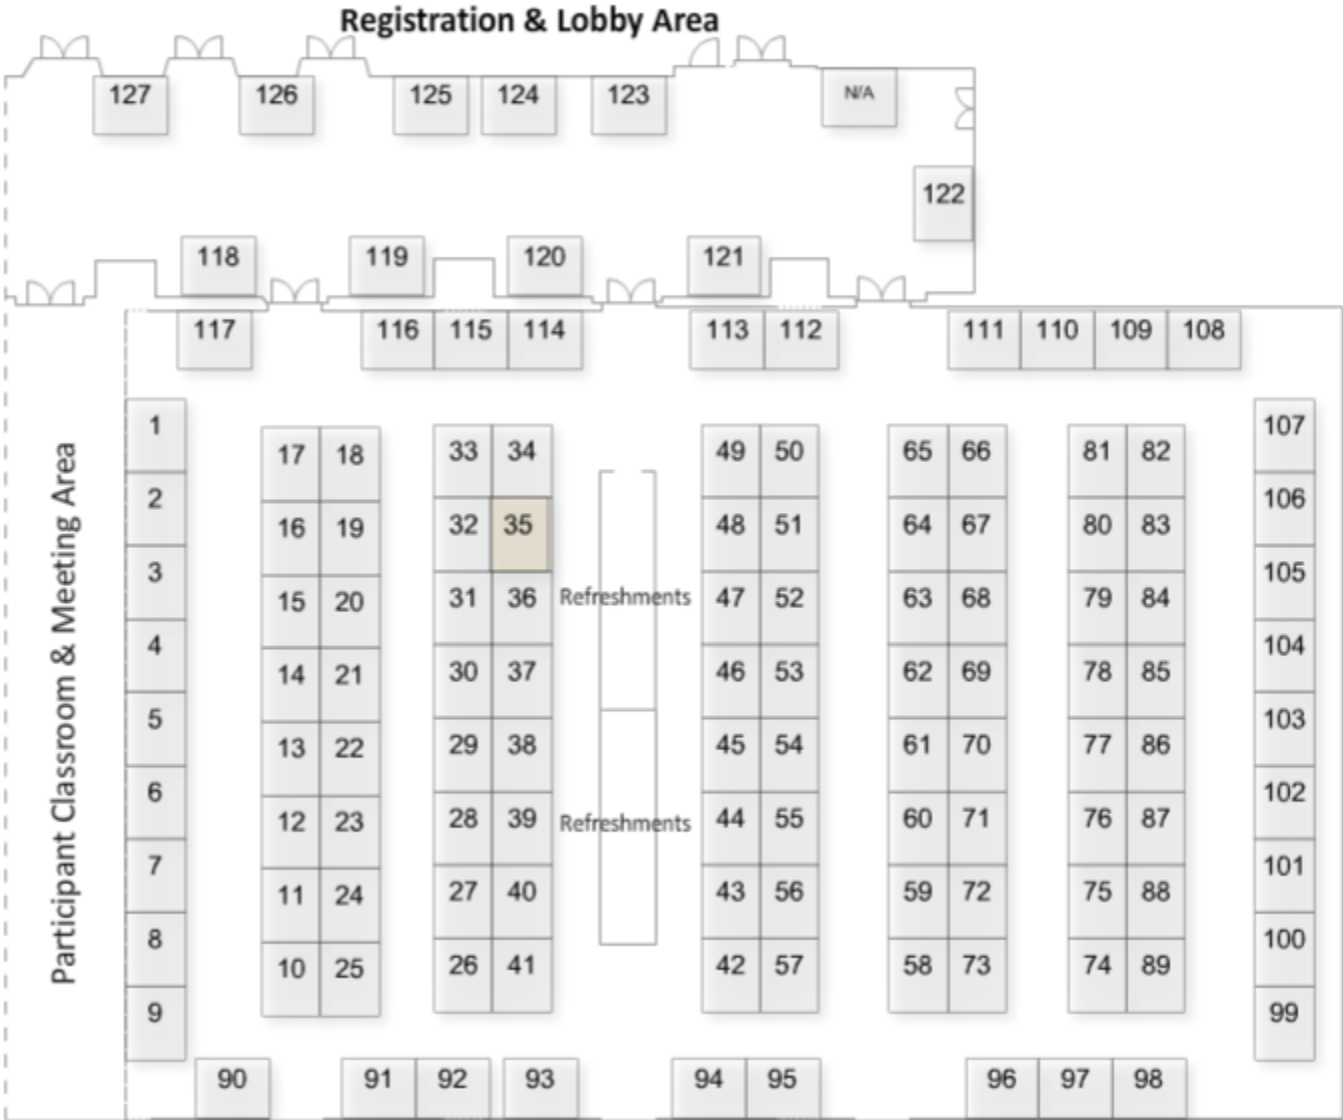 Registration & Lobby Area
127 126 125 124 123 N/A
122
118 119 120 121
117 116 115 114 113 112 111 110 109 108
Participant Classroom & Meeting Area
1 17 18 33 34 49 50 65 66 81 82 107
2 16 19 32 35 48 51 64 67 80 83 106
3 15 20 31 36 Refreshments 47 52 63 68 79 84 105
4 14 21 30 37 46 53 62 69 78 85 104
5 13 22 29 38 45 54 61 70 77 86 103
6 12 23 28 39 Refreshments 44 55 60 71 76 87 102
7 11 24 27 40 43 56 59 72 75 88 101
8 10 25 26 41 42 57 58 73 74 89 100
9 99
90 91 92 93 94 95 96 97 98